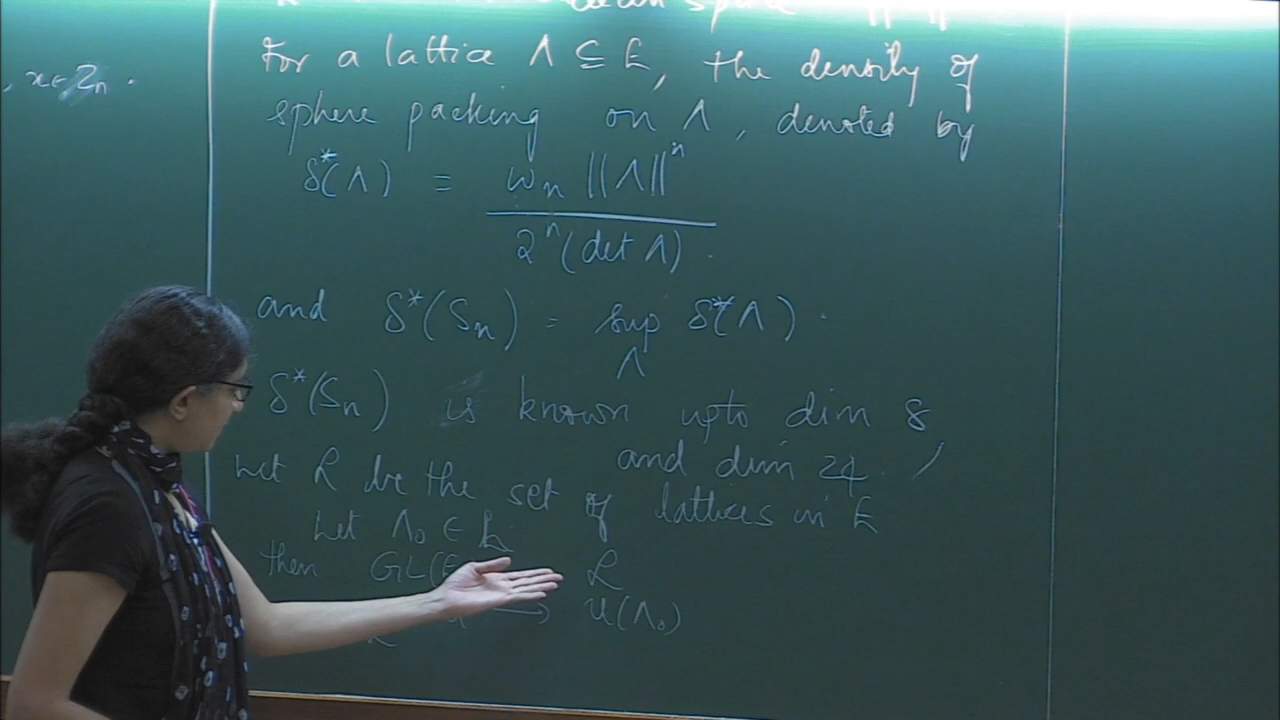 , x ∈ Zn .
For a lattice Λ ⊆ E, the density of
sphere packing on Λ, denoted by
δ*(Λ) = ωn ||Λ||^n
2^n (det Λ) .
and δ*(Sn) = sup δ*(Λ) .
Λ
δ*(Sn) is known upto dim 8
and dim 24 .
Let R be the set of lattices in E
Let Λ₀ ∈ L
then GL(E L
u → u(Λ₀)